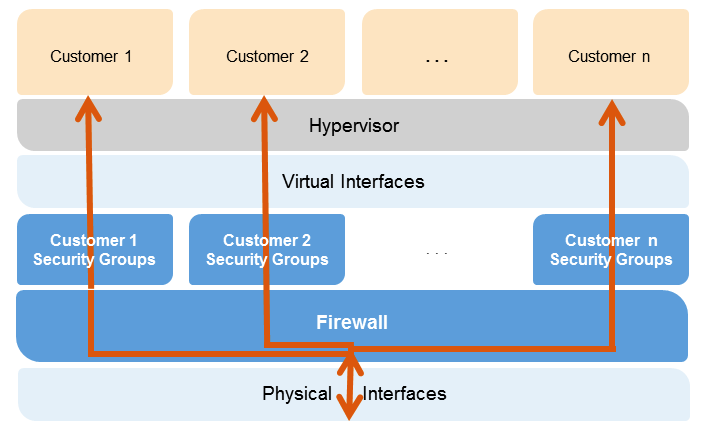 Customer 1
Customer 2
...
Customer n
Hypervisor
Virtual Interfaces
Customer 1
Security Groups
Customer 2
Security Groups
...
Customer n
Security Groups
Firewall
Physical Interfaces